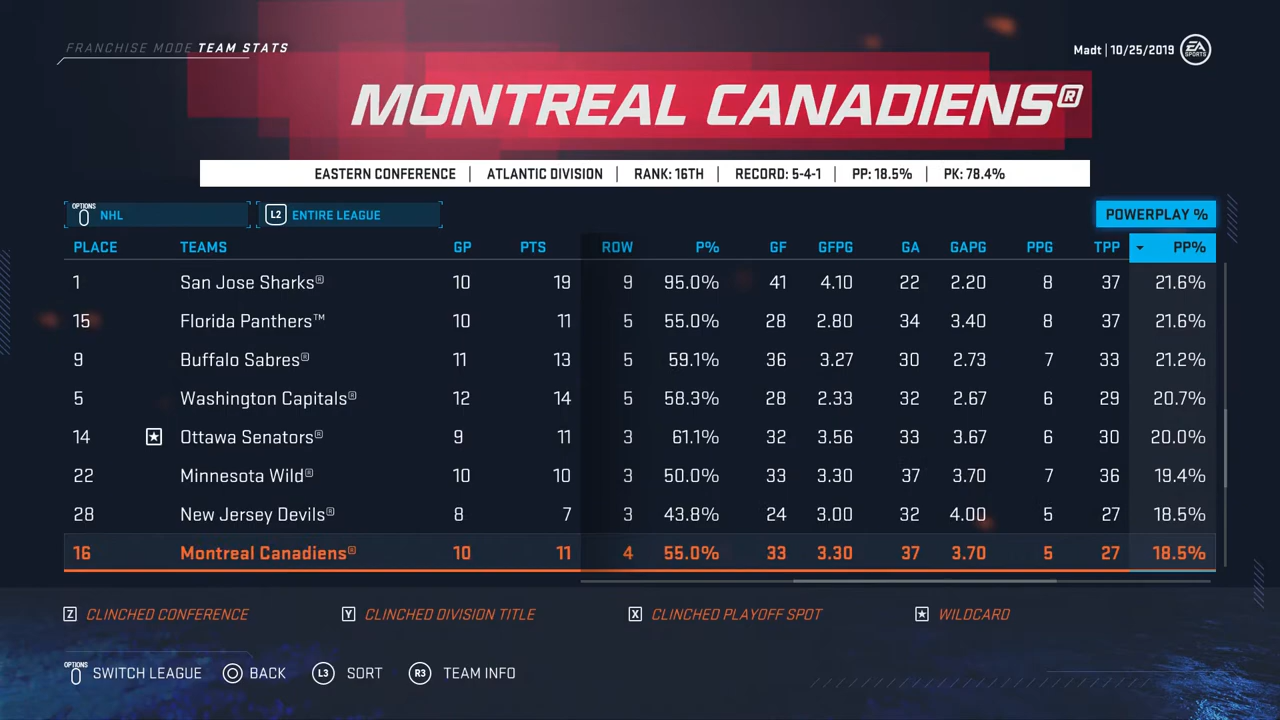 FRANCHISE MODE TEAM STATS
Madt | 10/25/2019 EA SPORTS
MONTREAL CANADIENS®
EASTERN CONFERENCE | ATLANTIC DIVISION | RANK: 16TH | RECORD: 5-4-1 | PP: 18.5% | PK: 78.4%
OPTIONS NHL L2 ENTIRE LEAGUE POWERPLAY %
PLACE TEAMS GP PTS ROW P% GF GFPG GA GAPG PPG TPP PP%
1 San Jose Sharks® 10 19 9 95.0% 41 4.10 22 2.20 8 37 21.6%
15 Florida Panthers™ 10 11 5 55.0% 28 2.80 34 3.40 8 37 21.6%
9 Buffalo Sabres® 11 13 5 59.1% 36 3.27 30 2.73 7 33 21.2%
5 Washington Capitals® 12 14 5 58.3% 28 2.33 32 2.67 6 29 20.7%
14 ★ Ottawa Senators® 9 11 3 61.1% 32 3.56 33 3.67 6 30 20.0%
22 Minnesota Wild® 10 10 3 50.0% 33 3.30 37 3.70 7 36 19.4%
28 New Jersey Devils® 8 7 3 43.8% 24 3.00 32 4.00 5 27 18.5%
16 Montreal Canadiens® 10 11 4 55.0% 33 3.30 37 3.70 5 27 18.5%
Z CLINCHED CONFERENCE Y CLINCHED DIVISION TITLE X CLINCHED PLAYOFF SPOT ★ WILDCARD
OPTIONS SWITCH LEAGUE BACK L3 SORT R3 TEAM INFO